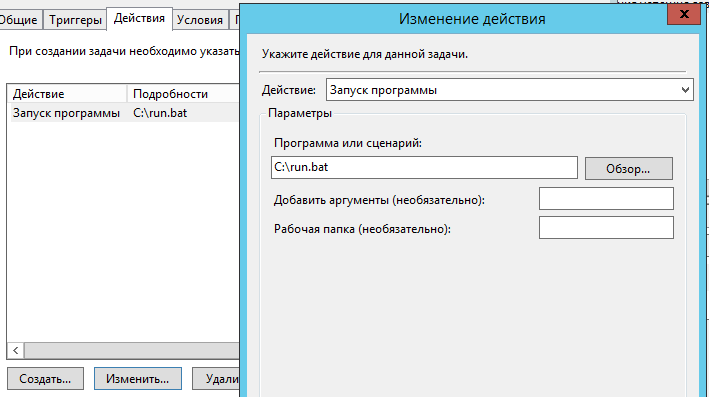 Общие Триггеры Действия Условия
При создании задачи необходимо указать
Действие Подробности
Запуск программы C:\run.bat
Создать... Изменить...
Изменение действия
Укажите действие для данной задачи.
Действие: Запуск программы
Параметры
Программа или сценарий:
C:\run.bat Обзор...
Добавить аргументы (необязательно):
Рабочая папка (необязательно):